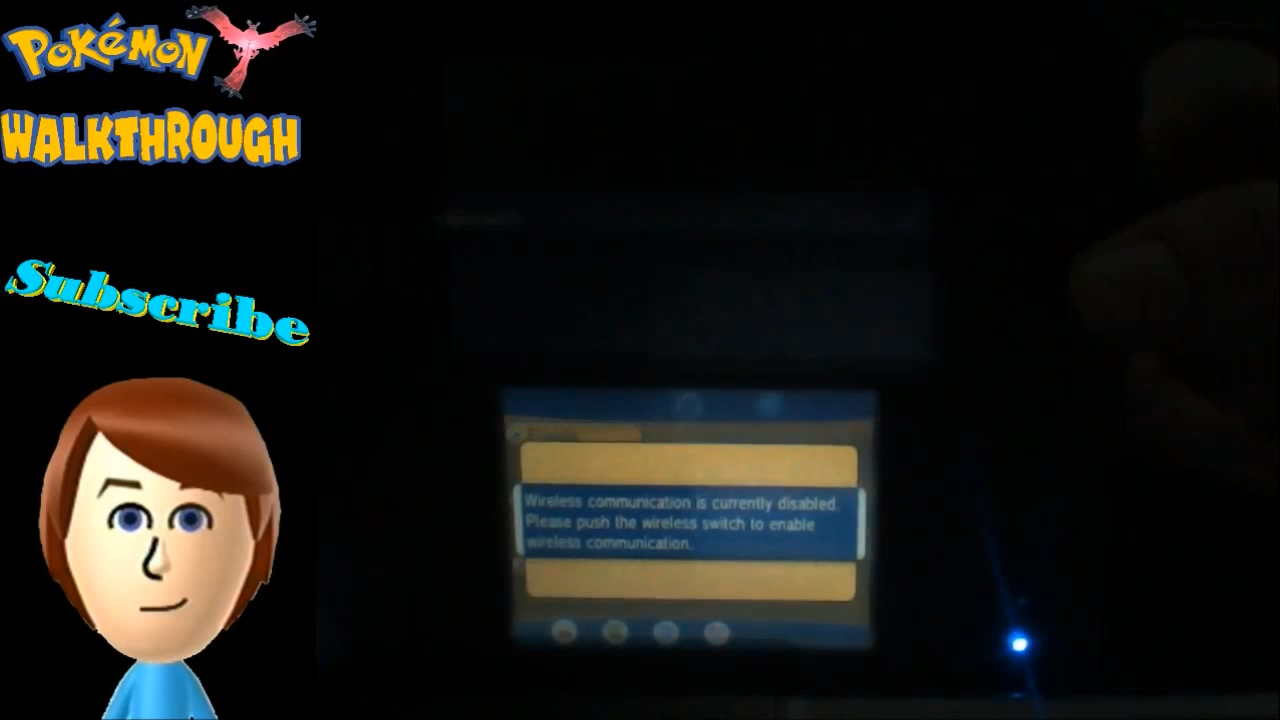 POKéMON
WALKTHROUGH
Subscribe
Wireless communication is currently disabled.
Please push the wireless switch to enable
wireless communication.